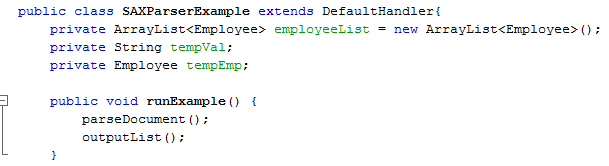 public class SAXParserExample extends DefaultHandler{
    private ArrayList<Employee> employeeList = new ArrayList<Employee>();
    private String tempVal;
    private Employee tempEmp;
    public void runExample() {
        parseDocument();
        outputList();
    }